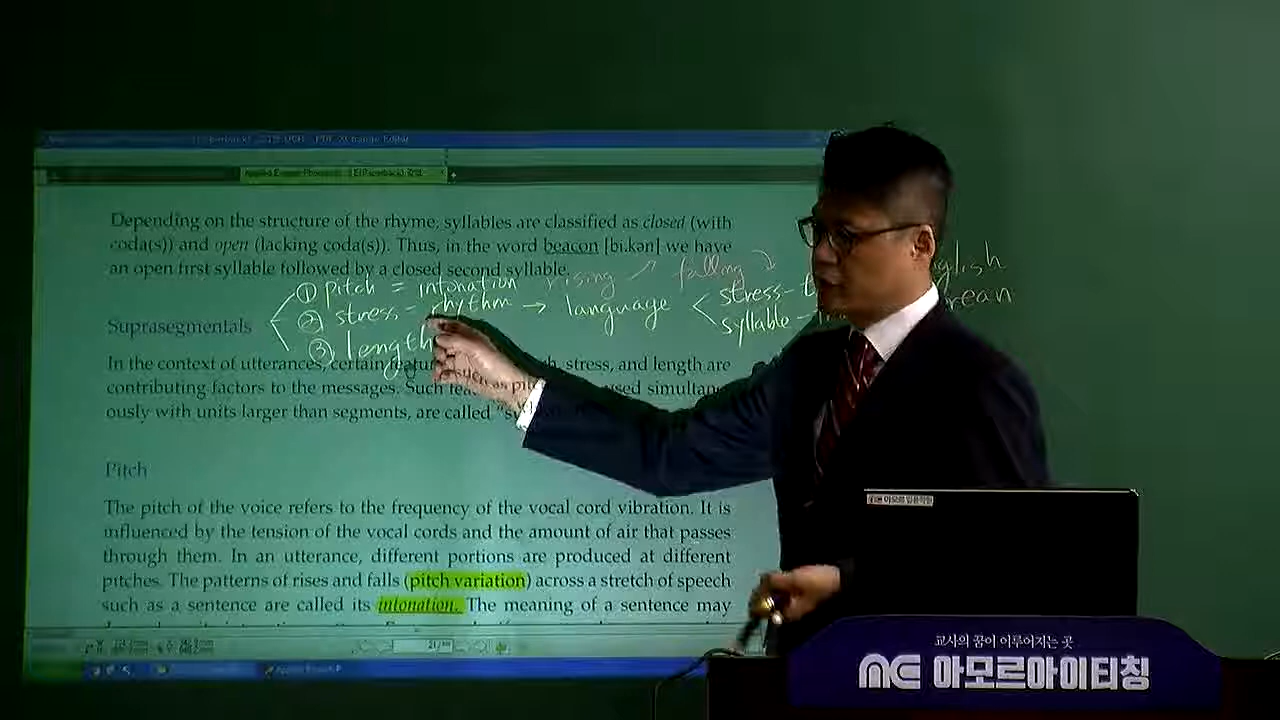 Depending on the structure of the rhyme, syllables are classified as closed (with
coda(s)) and open (lacking coda(s)). Thus, in the word beacon [bi.kən] we have
an open first syllable followed by a closed second syllable.
rising ↗ falling
① pitch = intonation
② stress = rhythm → language < stress-
syllable-
③ length
Suprasegmentals
In the context of utterances, certain stress, and length are
contributing factors to the messages. Such as
ously with units larger than segments, are called
Pitch
The pitch of the voice refers to the frequency of the vocal cord vibration. It is
influenced by the tension of the vocal cords and the amount of air that passes
through them. In an utterance, different portions are produced at different
pitches. The patterns of rises and falls (pitch variation) across a stretch of speech
such as a sentence are called its intonation. The meaning of a sentence may
교사의 꿈이 이루어지는 곳
아모르아이티칭